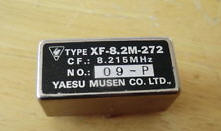 TYPE XF-8.2M-272
CF.: 8.215MHz
NO.: 09-P
YAESU MUSEN CO. LTD.,